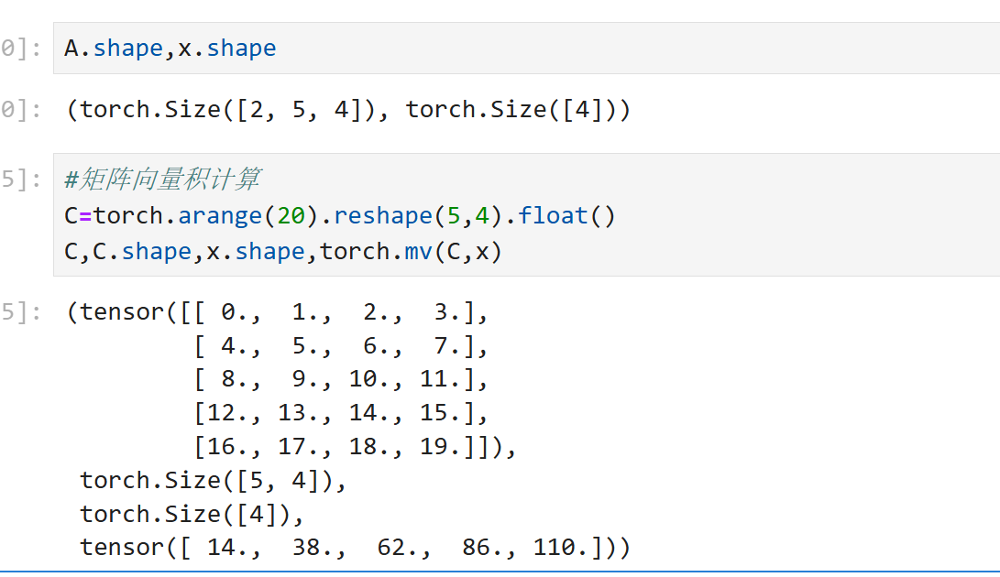 0]: A.shape,x.shape
0]: (torch.Size([2, 5, 4]), torch.Size([4]))
5]: #矩阵向量积计算
C=torch.arange(20).reshape(5,4).float()
C,C.shape,x.shape,torch.mv(C,x)
5]: (tensor([[ 0.,  1.,  2.,  3.],
[ 4.,  5.,  6.,  7.],
[ 8.,  9., 10., 11.],
[12., 13., 14., 15.],
[16., 17., 18., 19.]]),
torch.Size([5, 4]),
torch.Size([4]),
tensor([ 14.,  38.,  62.,  86., 110.]))